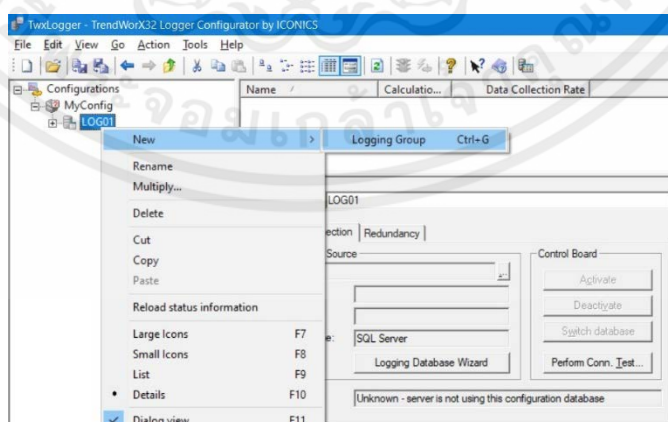 TwxLogger - TrendWorX32 Logger Configurator by ICONICS
File Edit View Go Action Tools Help
Configurations
MyConfig
LOG01
Name / Calculatio... Data Collection Rate
New > Logging Group Ctrl+G
Rename
Multiply...
Delete
Cut
Copy
Paste
Reload status information
Large Icons F7
Small Icons F8
List F9
Details F10
Dialog view F11
LOG01
ection Redundancy
Source
...
e: SQL Server
Logging Database Wizard
Control Board
Activate
Deactivate
Switch database
Perform Conn. Test...
Unknown - server is not using this configuration database